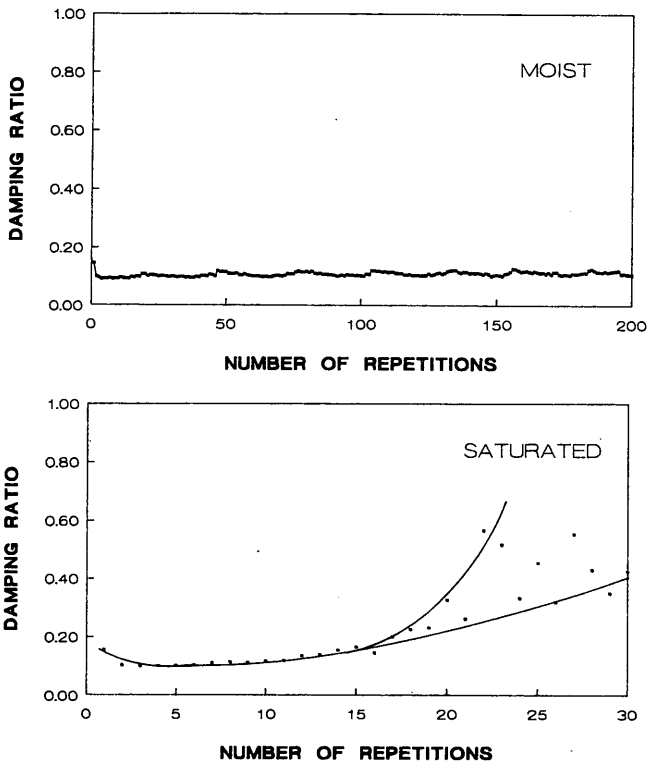 1.00
MOIST
0.80
0.60
0.40
0.20
0.00
DAMPING RATIO
0 50 100 150 200
NUMBER OF REPETITIONS
1.00
SATURATED
0.80
0.60
0.40
0.20
0.00
DAMPING RATIO
0 5 10 15 20 25 30
NUMBER OF REPETITIONS